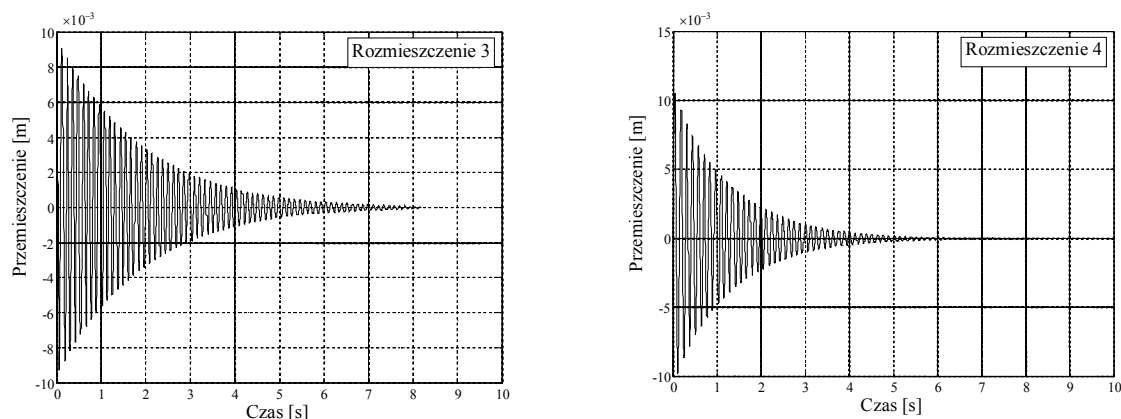 ×10⁻³
10
8
6
4
2
0
-2
-4
-6
-8
-10
0 1 2 3 4 5 6 7 8 9 10
Przemieszczenie [m]
Czas [s]
Rozmieszczenie 3
×10⁻³
15
10
5
0
-5
-10
0 1 2 3 4 5 6 7 8 9 10
Przemieszczenie [m]
Czas [s]
Rozmieszczenie 4